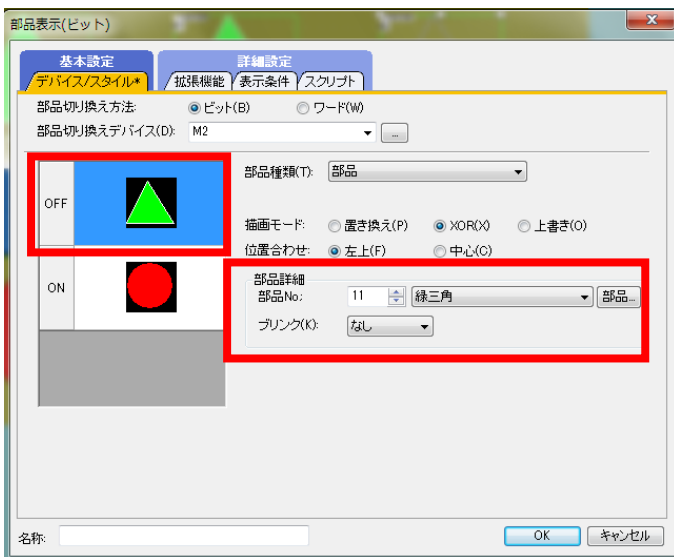 部品表示(ビット)
基本設定 詳細設定
デバイス/スタイル* 拡張機能 表示条件 スクリプト
部品切り換え方法: ビット(B) ワード(W)
部品切り換えデバイス(D): M2 ...
部品種類(T): 部品
OFF
描画モード: 置き換え(P) XOR(X) 上書き(O)
位置合わせ: 左上(F) 中心(C)
ON
部品詳細
部品No.: 11 緑三角 部品...
ブリンク(K): なし
名称: OK キャンセル